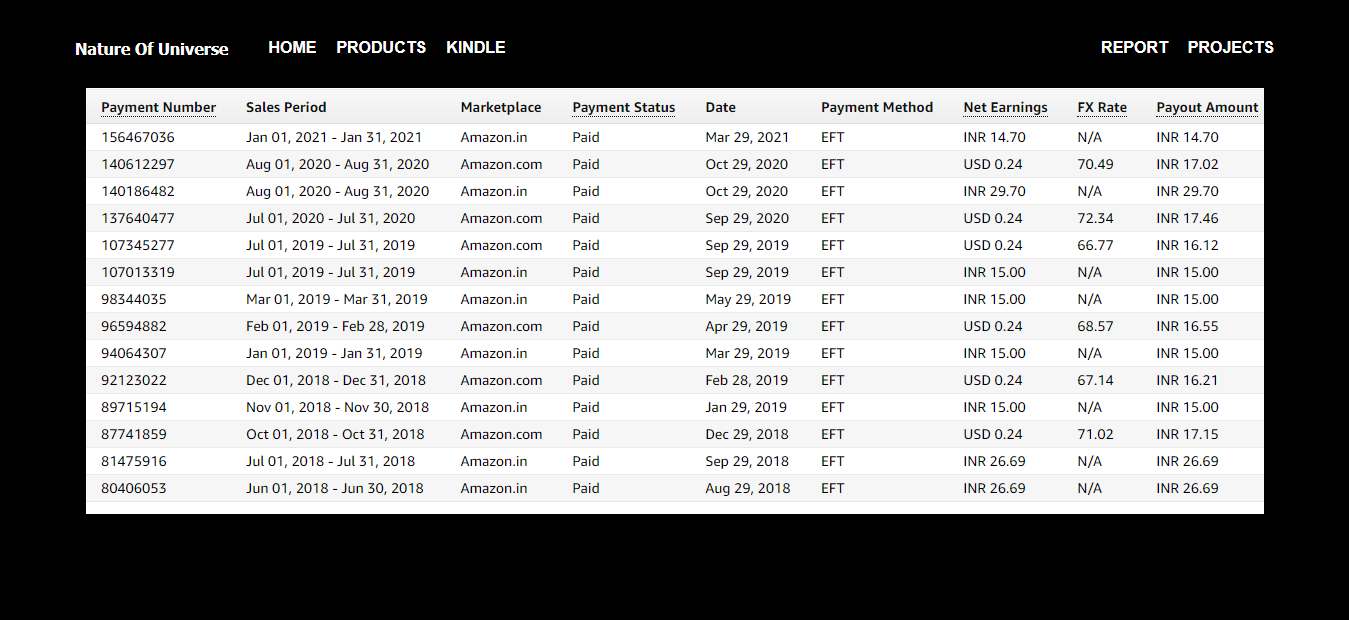 Nature Of Universe HOME PRODUCTS KINDLE REPORT PROJECTS
Payment Number Sales Period Marketplace Payment Status Date Payment Method Net Earnings FX Rate Payout Amount
156467036 Jan 01, 2021 - Jan 31, 2021 Amazon.in Paid Mar 29, 2021 EFT INR 14.70 N/A INR 14.70
140612297 Aug 01, 2020 - Aug 31, 2020 Amazon.com Paid Oct 29, 2020 EFT USD 0.24 70.49 INR 17.02
140186482 Aug 01, 2020 - Aug 31, 2020 Amazon.in Paid Oct 29, 2020 EFT INR 29.70 N/A INR 29.70
137640477 Jul 01, 2020 - Jul 31, 2020 Amazon.com Paid Sep 29, 2020 EFT USD 0.24 72.34 INR 17.46
107345277 Jul 01, 2019 - Jul 31, 2019 Amazon.com Paid Sep 29, 2019 EFT USD 0.24 66.77 INR 16.12
107013319 Jul 01, 2019 - Jul 31, 2019 Amazon.in Paid Sep 29, 2019 EFT INR 15.00 N/A INR 15.00
98344035 Mar 01, 2019 - Mar 31, 2019 Amazon.in Paid May 29, 2019 EFT INR 15.00 N/A INR 15.00
96594882 Feb 01, 2019 - Feb 28, 2019 Amazon.com Paid Apr 29, 2019 EFT USD 0.24 68.57 INR 16.55
94064307 Jan 01, 2019 - Jan 31, 2019 Amazon.in Paid Mar 29, 2019 EFT INR 15.00 N/A INR 15.00
92123022 Dec 01, 2018 - Dec 31, 2018 Amazon.com Paid Feb 28, 2019 EFT USD 0.24 67.14 INR 16.21
89715194 Nov 01, 2018 - Nov 30, 2018 Amazon.in Paid Jan 29, 2019 EFT INR 15.00 N/A INR 15.00
87741859 Oct 01, 2018 - Oct 31, 2018 Amazon.com Paid Dec 29, 2018 EFT USD 0.24 71.02 INR 17.15
81475916 Jul 01, 2018 - Jul 31, 2018 Amazon.in Paid Sep 29, 2018 EFT INR 26.69 N/A INR 26.69
80406053 Jun 01, 2018 - Jun 30, 2018 Amazon.in Paid Aug 29, 2018 EFT INR 26.69 N/A INR 26.69